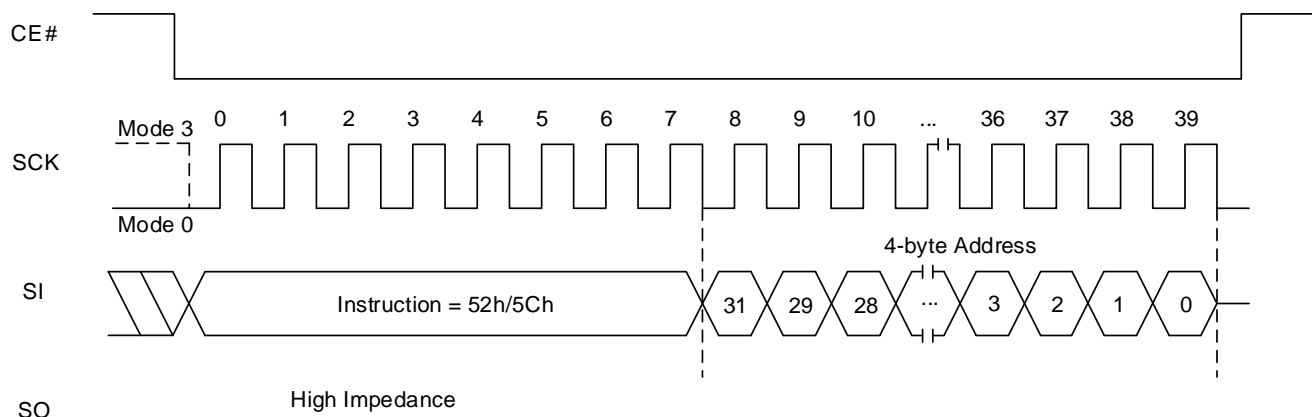 CE#
0 1 2 3 4 5 6 7 8 9 10 ... 36 37 38 39
Mode 3
SCK
Mode 0
4-byte Address
SI
Instruction = 52h/5Ch 31 29 28 ... 3 2 1 0
High Impedance
SO